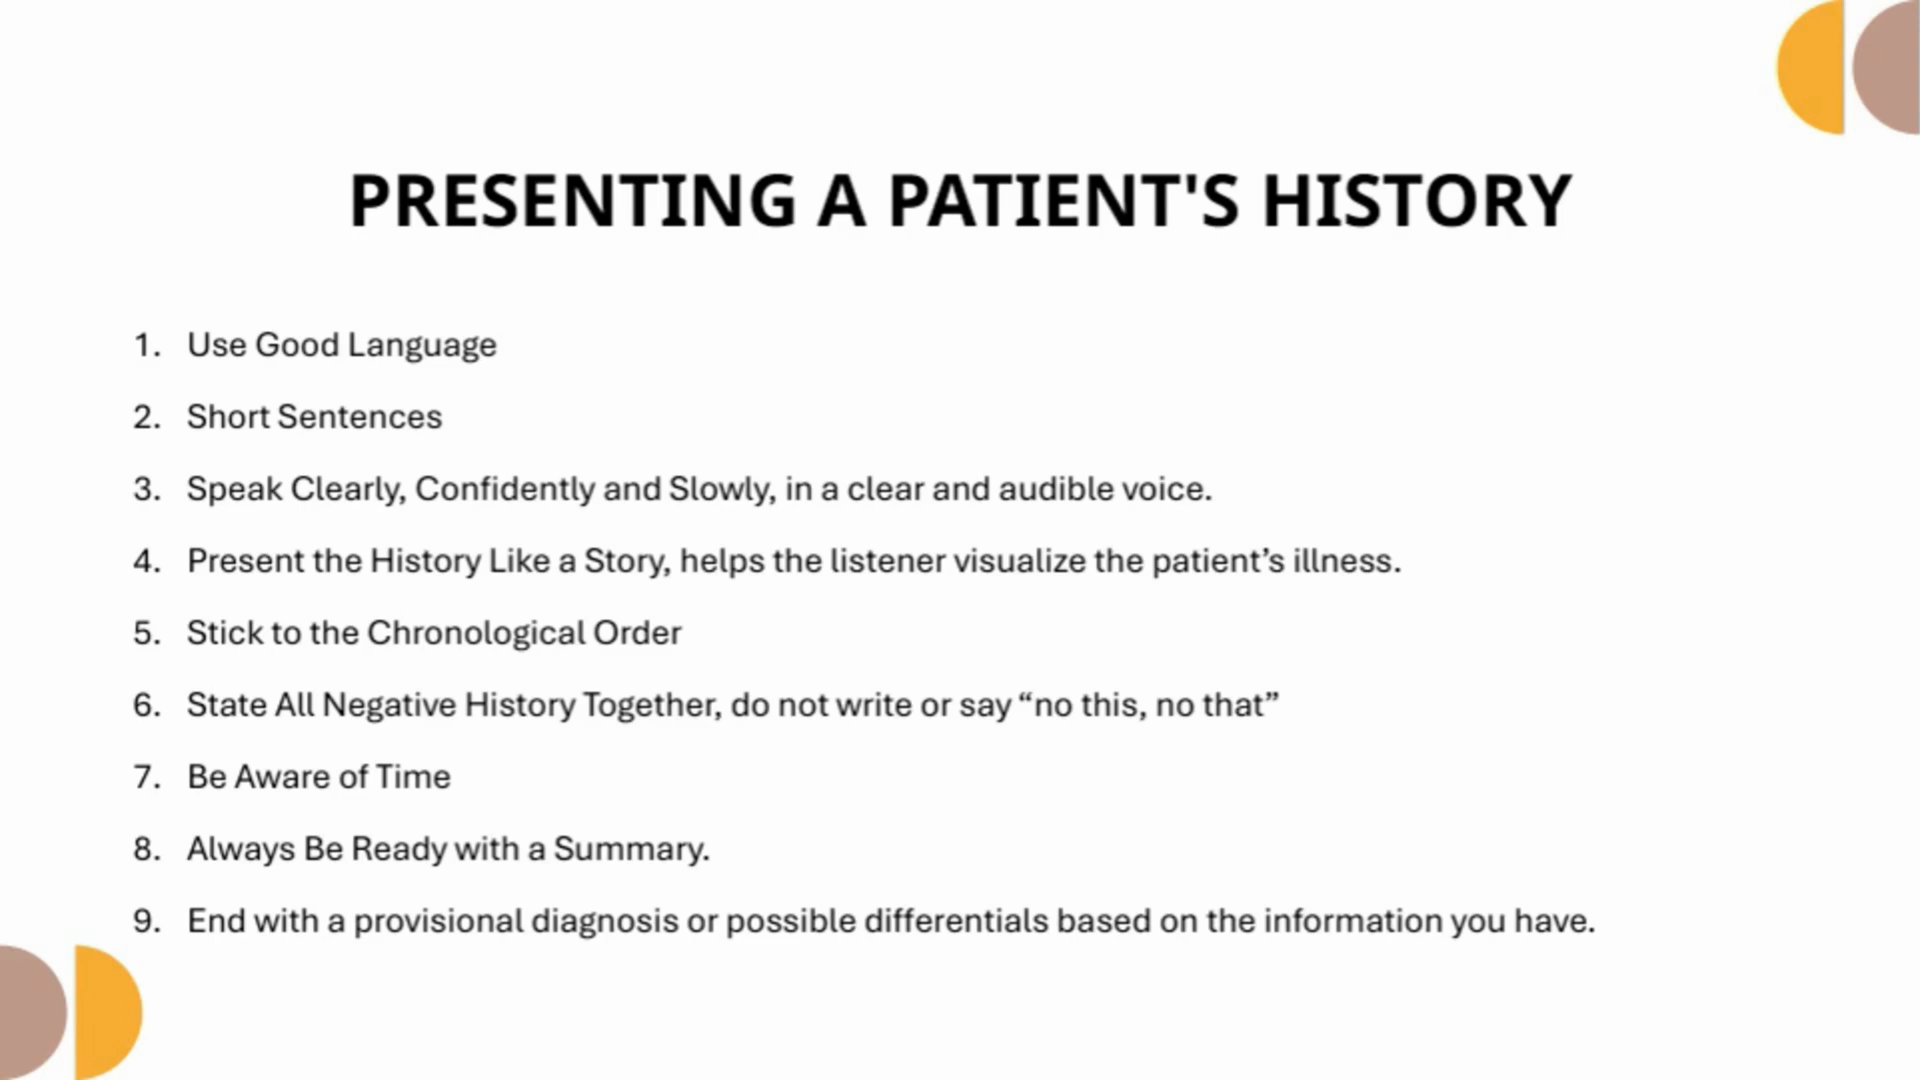 PRESENTING A PATIENT'S HISTORY
1. Use Good Language
2. Short Sentences
3. Speak Clearly, Confidently and Slowly, in a clear and audible voice.
4. Present the History Like a Story, helps the listener visualize the patient’s illness.
5. Stick to the Chronological Order
6. State All Negative History Together, do not write or say “no this, no that”
7. Be Aware of Time
8. Always Be Ready with a Summary.
9. End with a provisional diagnosis or possible differentials based on the information you have.